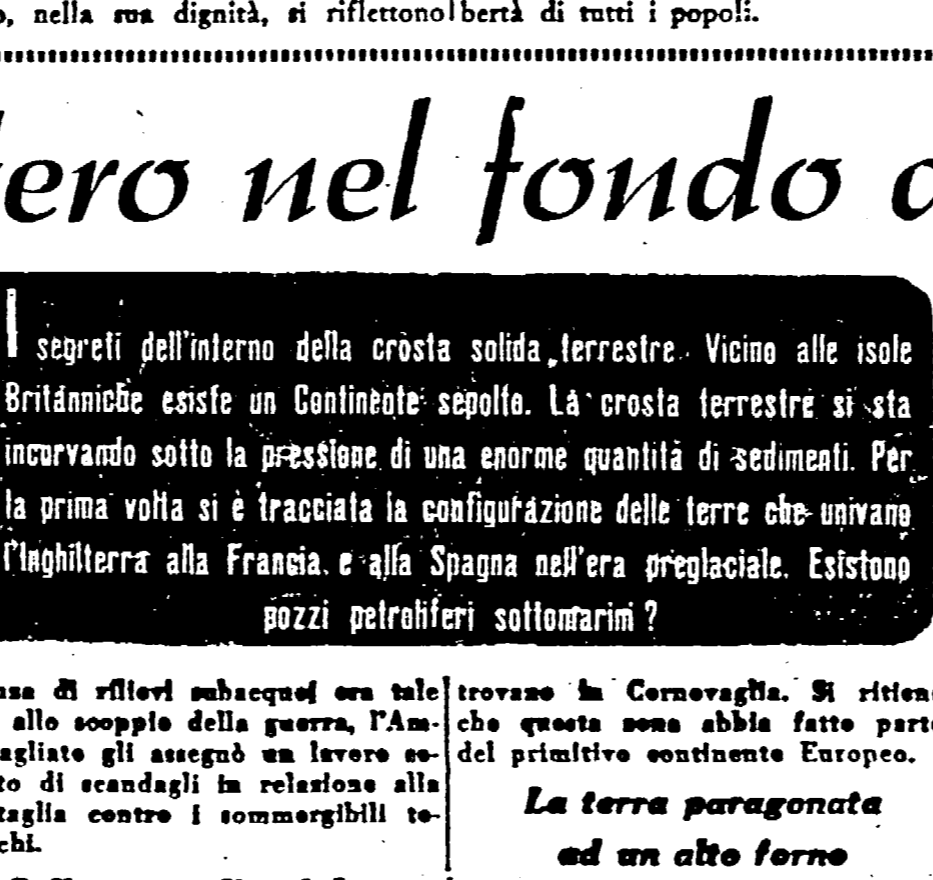 o, nella sua dignità, si riflettono
bertà di tutti i popoli.
ero nel fondo
I
segreti dell'interno della crosta solida terrestre. Vicino alle isole
Britanniche esiste un Continente sepolto. La crosta terrestre si sta
incurvando sotto la pressione di una enorme quantità di sedimenti. Per
la prima volta si è tracciata la configurazione delle terre che univano
l'Inghilterra alla Francia e alla Spagna nell'era preglaciale. Esistono
pozzi petroliferi sottomarini?
nza di rilievi subacquei era tale
allo scoppio della guerra, l'Am-
agliato gli assegnò un lavoro se-
to di scandagli in relazione alla
taglia contro i sommergibili te-
chi.
trovano in Cornovaglia. Si ritien
che questa zona abbia fatto part
del primitivo continente Europeo.
La terra paragonata
ad un alto forno